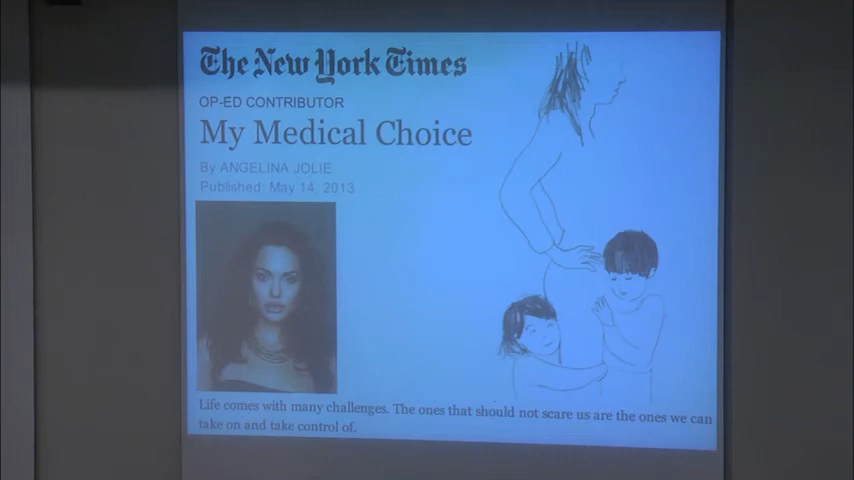 The New York Times
OP-ED CONTRIBUTOR
My Medical Choice
By ANGELINA JOLIE
Published: May 14, 2013
Life comes with many challenges. The ones that should not scare us are the ones we can
take on and take control of.